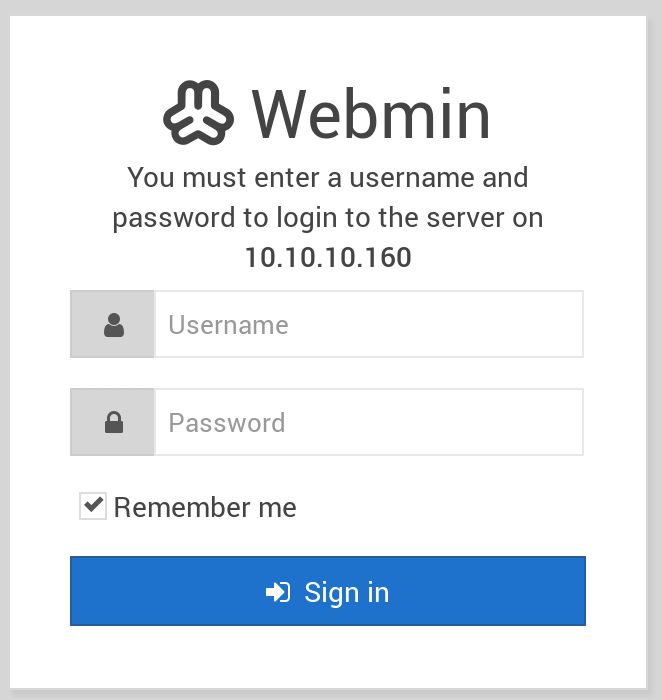 Webmin
You must enter a username and
password to login to the server on
10.10.10.160
Username
Password
Remember me
Sign in